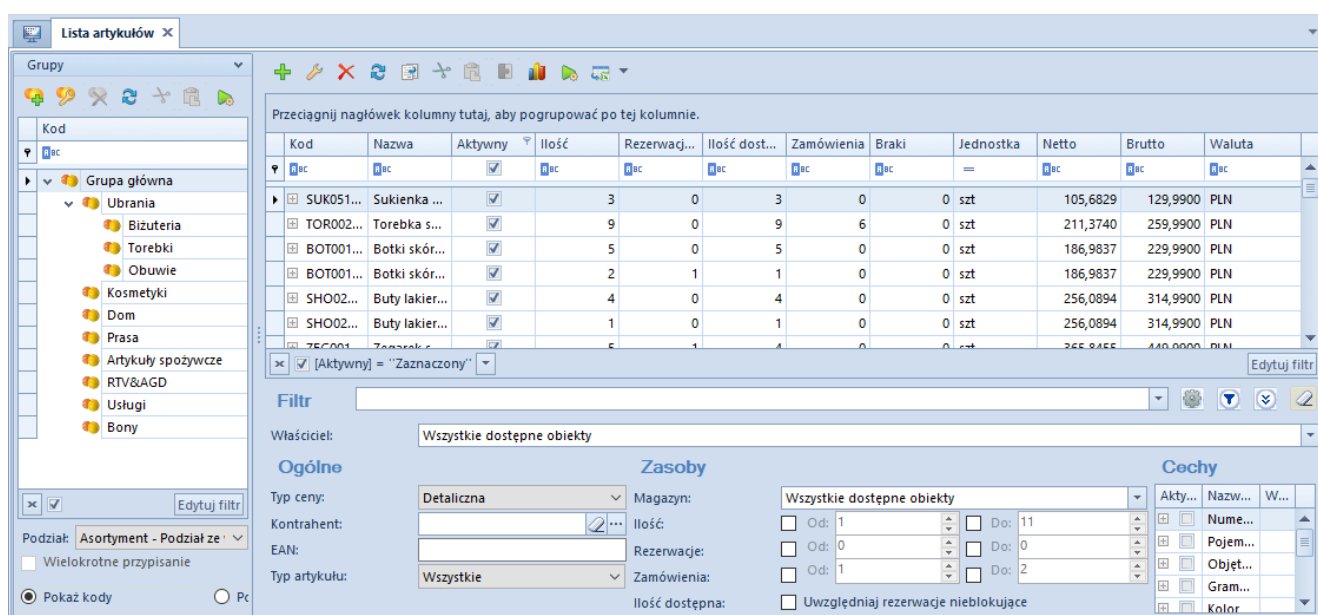 Lista artykułów
Grupy
Kod
Grupa główna
Ubrania
Biżuteria
Torebki
Obuwie
Kosmetyki
Dom
Prasa
Artykuły spożywcze
RTV&AGD
Usługi
Bony
Edytuj filtr
Podział: Asortyment - Podział ze
Wielokrotne przypisanie
Pokaż kody
Przeciągnij nagłówek kolumny tutaj, aby pogrupować po tej kolumnie.
Kod Nazwa Aktywny Ilość Rezerwacj... Ilość dost... Zamówienia Braki Jednostka Netto Brutto Waluta
SUK051... Sukienka ... 3 0 3 0 0 szt 105,6829 129,9900 PLN
TOR002... Torebka s... 9 0 9 6 0 szt 211,3740 259,9900 PLN
BOT001... Botki skór... 5 0 5 0 0 szt 186,9837 229,9900 PLN
BOT001... Botki skór... 2 1 1 0 0 szt 186,9837 229,9900 PLN
SHO02... Buty lakier... 4 0 4 0 0 szt 256,0894 314,9900 PLN
SHO02... Buty lakier... 1 0 1 0 0 szt 256,0894 314,9900 PLN
[Aktywny] = "Zaznaczony"
Edytuj filtr
Filtr
Właściciel: Wszystkie dostępne obiekty
Ogólne
Typ ceny: Detaliczna
Kontrahent:
EAN:
Typ artykułu: Wszystkie
Zasoby
Magazyn: Wszystkie dostępne obiekty
Ilość: Od: 1 Do: 11
Rezerwacje: Od: 0 Do: 0
Zamówienia: Od: 1 Do: 2
Ilość dostępna: Uwzględniaj rezerwacje nieblokujące
Cechy
Akty... Nazw... W...
Nume...
Pojem...
Objęt...
Gram...
Kolor